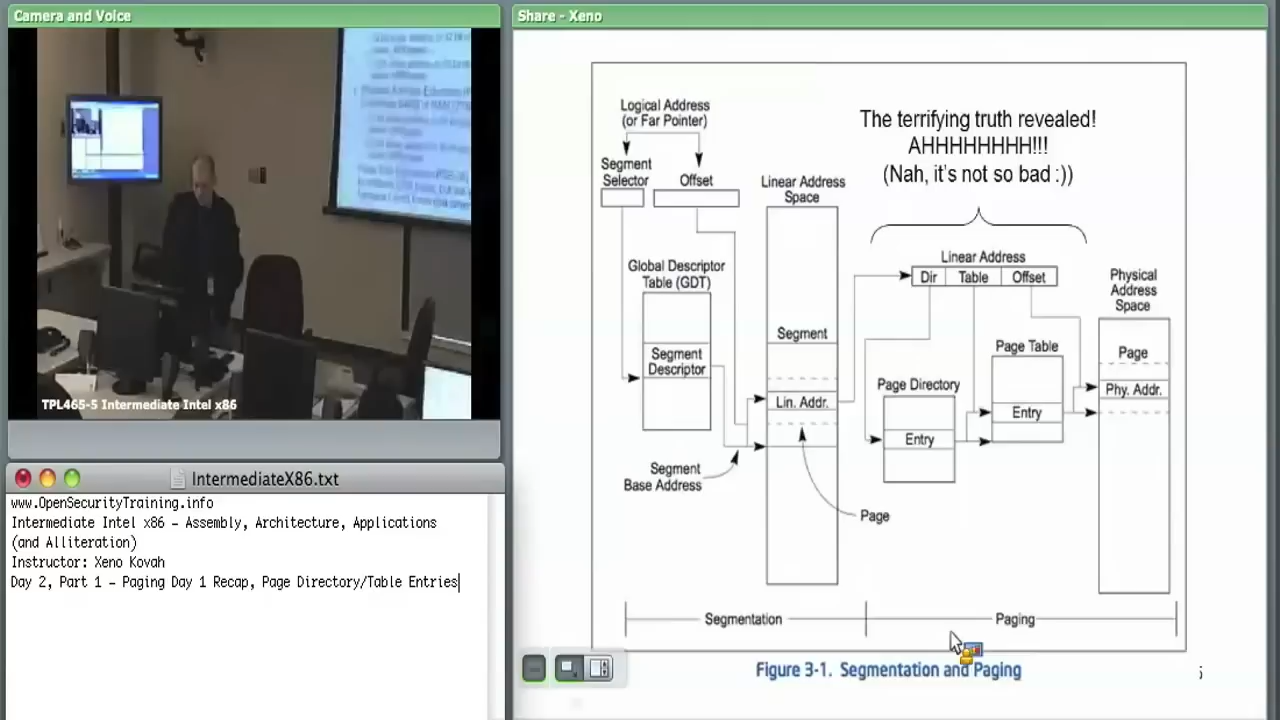 Camera and Voice
TPL465-5 Intermediate Intel x86
IntermediateX86.txt
www.OpenSecurityTraining.info
Intermediate Intel x86 – Assembly, Architecture, Applications
(and Alliteration)
Instructor: Xeno Kovah
Day 2, Part 1 – Paging Day 1 Recap, Page Directory/Table Entries
Share - Xeno
Logical Address
(or Far Pointer)
Segment
Selector
Offset
Linear Address
Space
The terrifying truth revealed!
AHHHHHHHH!!!
(Nah, it's not so bad :))
Global Descriptor
Table (GDT)
Segment
Descriptor
Segment
Lin. Addr.
Segment
Base Address
Page
Linear Address
Dir
Table
Offset
Page Directory
Entry
Page Table
Entry
Physical
Address
Space
Page
Phy. Addr.
Segmentation
Paging
Figure 3-1. Segmentation and Paging